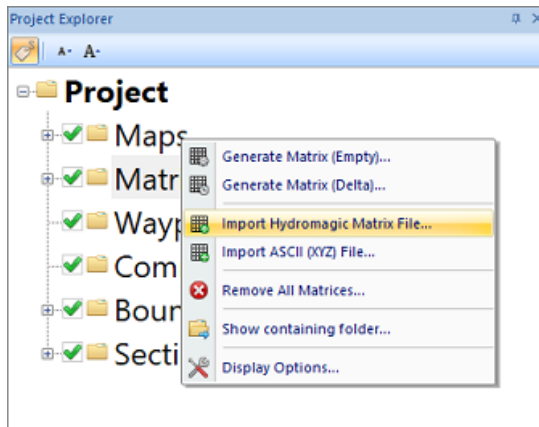 Project Explorer
A- A-
Project
Maps
Generate Matrix (Empty)...
Matr
Generate Matrix (Delta)...
Way
Import Hydromagic Matrix File...
Import ASCII (XYZ) File...
Com
Remove All Matrices...
Boun
Show containing folder...
Secti
Display Options...